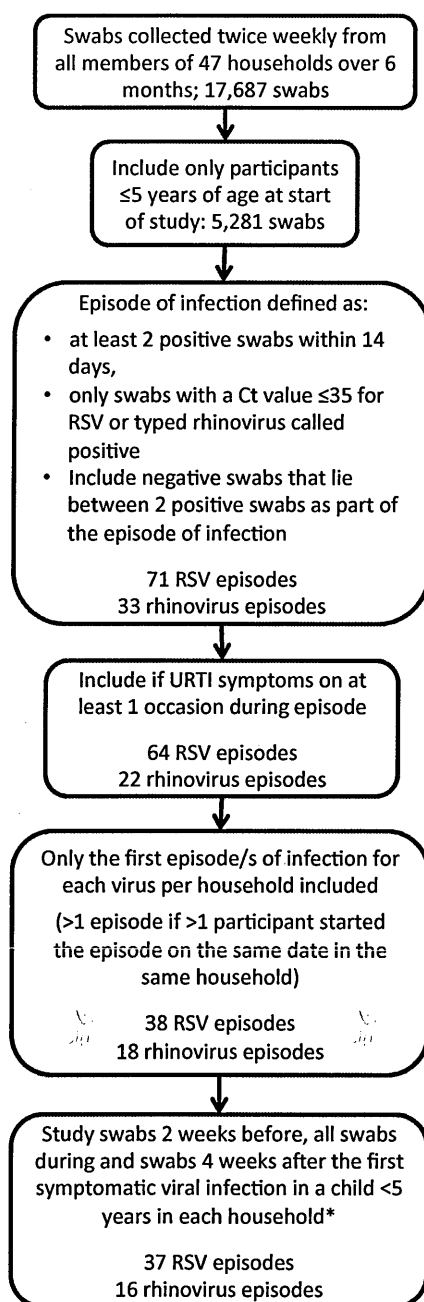 Swabs collected twice weekly from
all members of 47 households over 6
months; 17,687 swabs
Include only participants
≤5 years of age at start
of study: 5,281 swabs
Episode of infection defined as:
• at least 2 positive swabs within 14
days,
• only swabs with a Ct value ≤35 for
RSV or typed rhinovirus called
positive
• Include negative swabs that lie
between 2 positive swabs as part of
the episode of infection
71 RSV episodes
33 rhinovirus episodes
Include if URTI symptoms on at
least 1 occasion during episode
64 RSV episodes
22 rhinovirus episodes
Only the first episode/s of infection for
each virus per household included
(>1 episode if >1 participant started
the episode on the same date in the
same household)
38 RSV episodes
18 rhinovirus episodes
Study swabs 2 weeks before, all swabs
during and swabs 4 weeks after the first
symptomatic viral infection in a child <5
years in each household*
37 RSV episodes
16 rhinovirus episodes